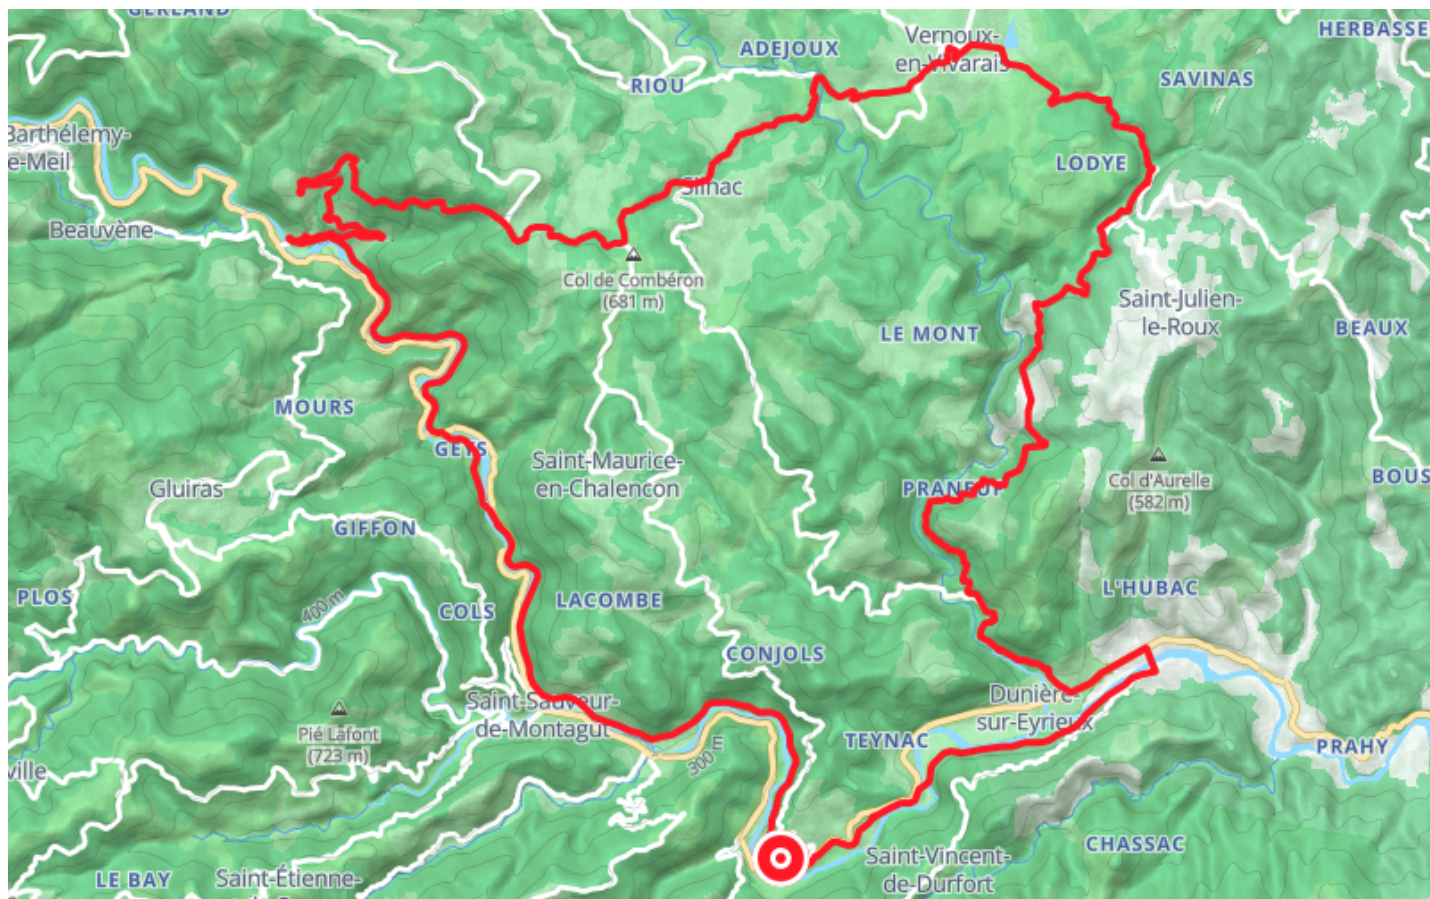 GERLAND
Vernoux-
en-Vivarais
ADEJOUX
HERBASSE
RIOU
SAVINAS
Barthélemy-
e-Meil
LODYE
Silhac
Beauvène
Col de Combéron
(681 m)
Saint-Julien-
le-Roux
LE MONT
BEAUX
MOURS
GEYS
Saint-Maurice-
en-Chalencon
Col d'Aurelle
(582 m)
BOUS
Gluiras
PRANEUF
GIFFON
L'HUBAC
PLOS
400 m
COLS
LACOMBE
CONJOLS
Saint-Sauveur-
de-Montagut
Dunière-
sur-Eyrieux
Pié Lafont
(723 m)
TEYNAC
PRAHY
300 m
ville
CHASSAC
Saint-Vincent-
de-Durfort
LE BAY
Saint-Étienne-